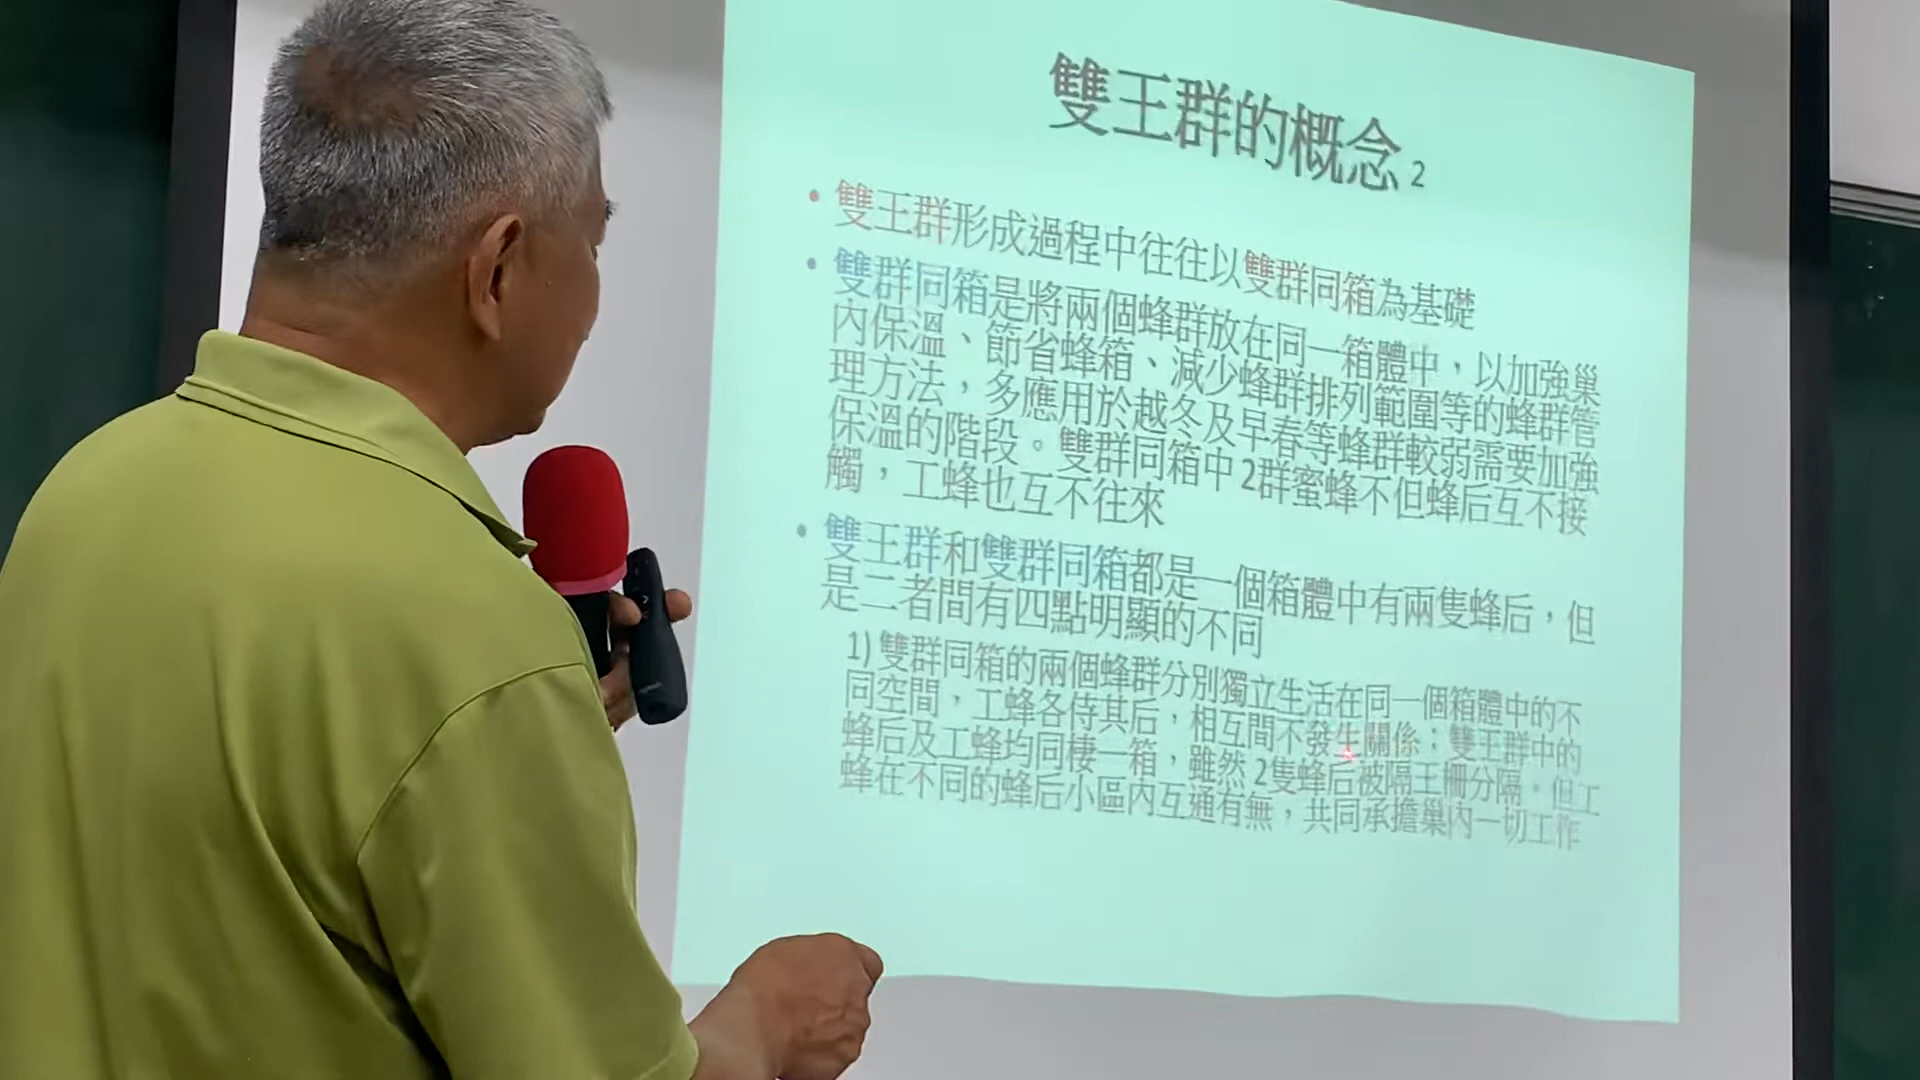 雙王群的概念 2
• 雙王群形成過程中往往以雙群同箱為基礎
• 雙群同箱是將兩個蜂群放在同一箱體中，以加強巢
內保溫、節省蜂箱、減少蜂群排列範圍等的蜂群管
理方法，多應用於越冬及早春等蜂群較弱需要加強
保溫的階段。雙群同箱中2群蜜蜂不但蜂后互不接
觸，工蜂也互不往來
• 雙王群和雙群同箱都是一個箱體中有兩隻蜂后，但
是二者間有四點明顯的不同
1) 雙群同箱的兩個蜂群分別獨立生活在同一個箱體中的不
同空間，工蜂各侍其后，相互間不發生關係；雙王群中的
蜂后及工蜂均同棲一箱，雖然2隻蜂后被隔王柵分隔，但工
蜂在不同的蜂后小區內互通有無，共同承擔巢內一切工作